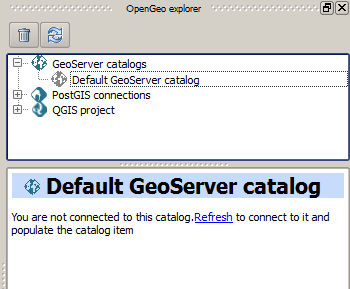 OpenGeo explorer
GeoServer catalogs
Default GeoServer catalog
PostGIS connections
QGIS project
Default GeoServer catalog
You are not connected to this catalog.Refresh to connect to it and
populate the catalog item